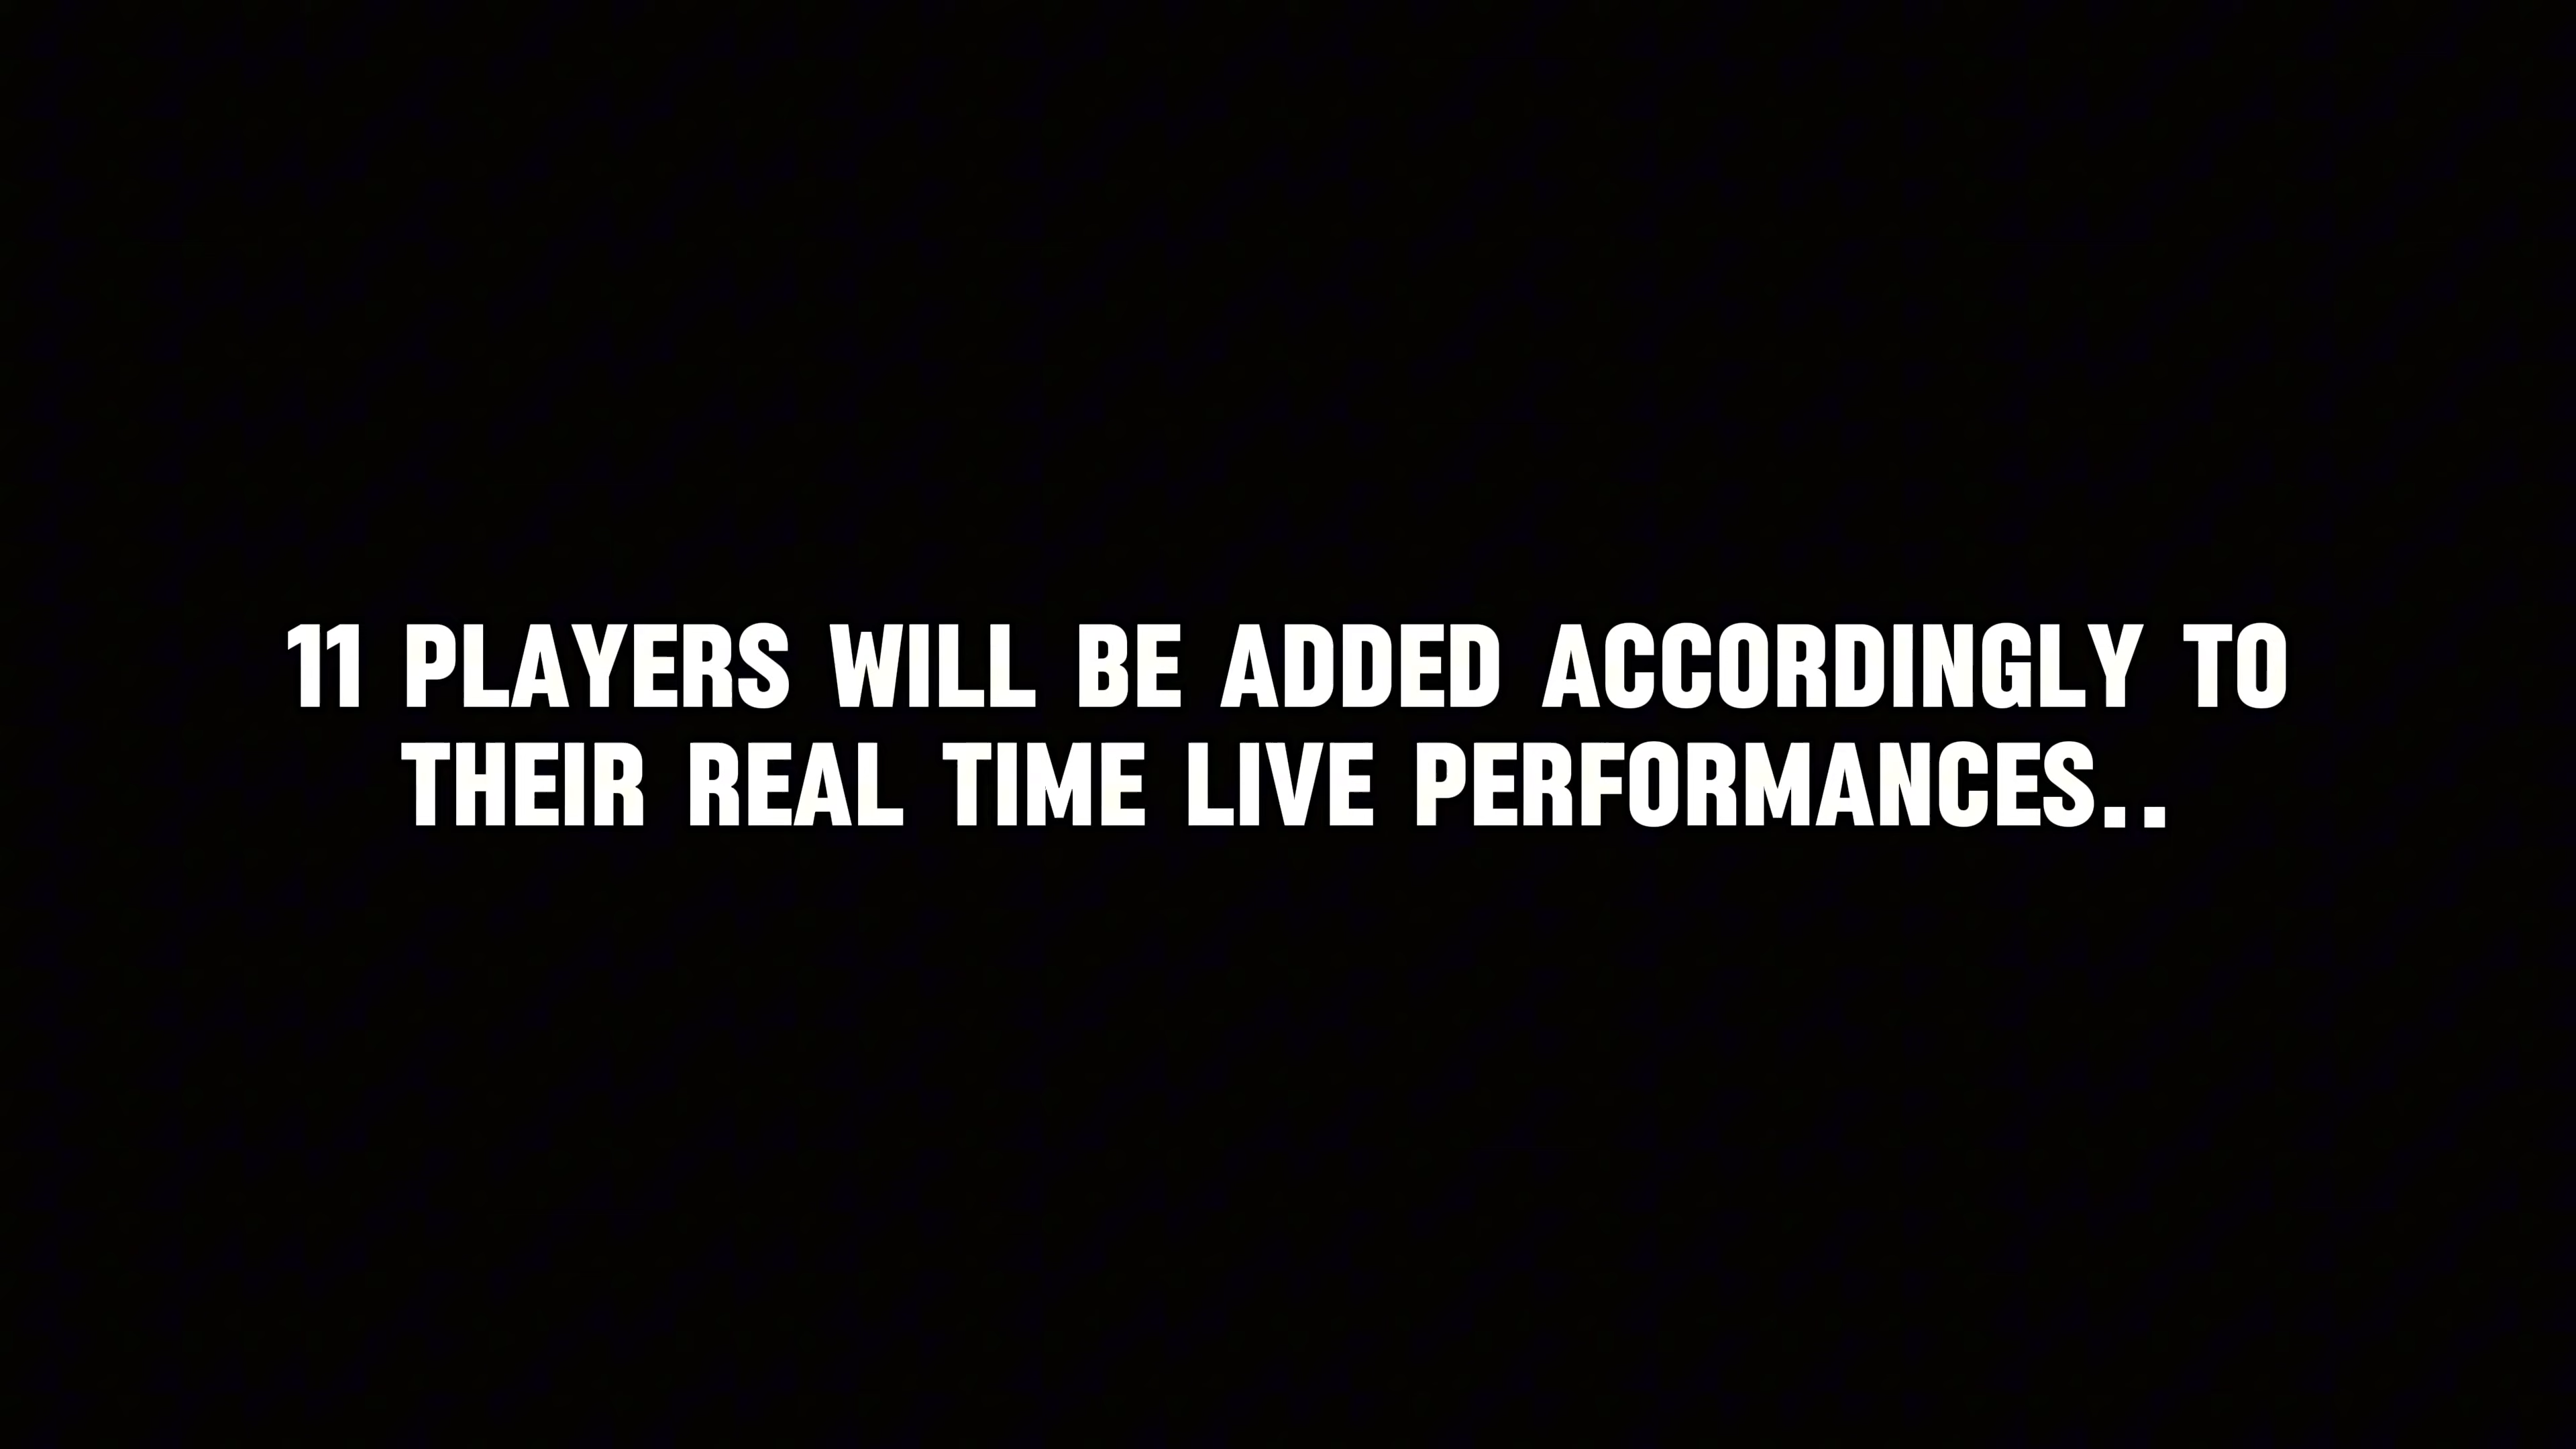 11 PLAYERS WILL BE ADDED ACCORDINGLY TO
THEIR REAL TIME LIVE PERFORMANCES..